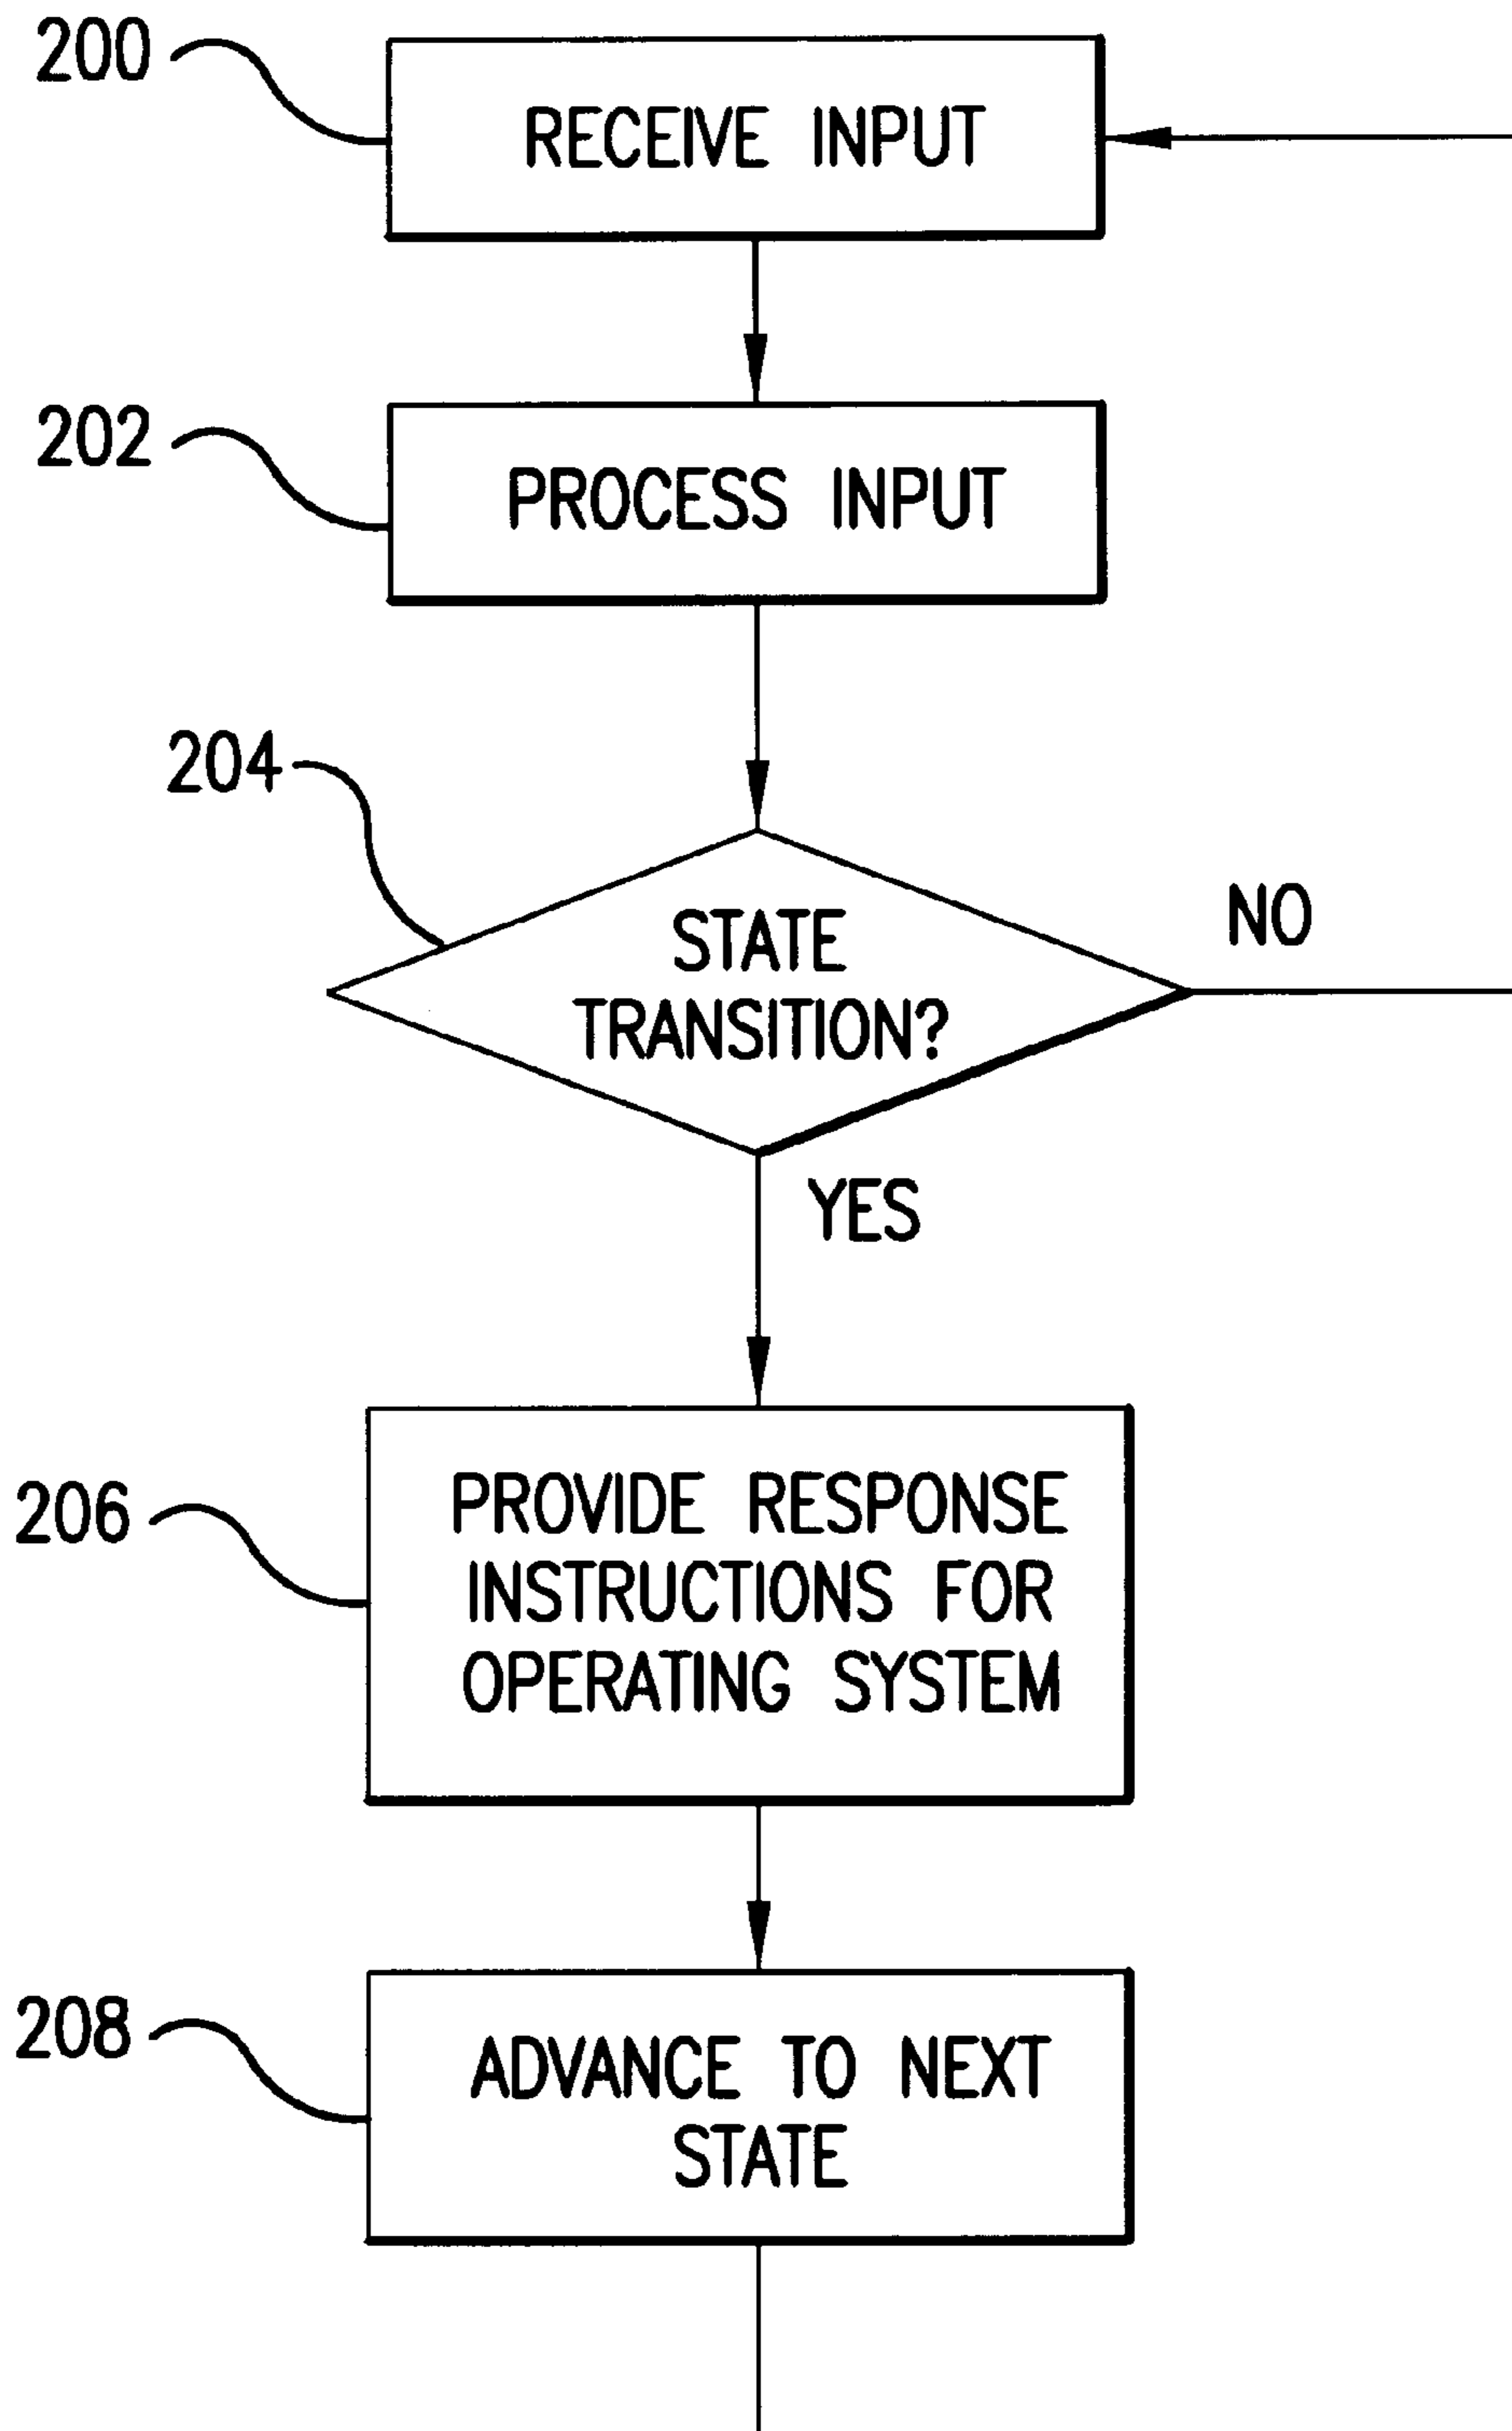 200
RECEIVE INPUT
202
PROCESS INPUT
204
STATE
TRANSITION?
NO
YES
206
PROVIDE RESPONSE
INSTRUCTIONS FOR
OPERATING SYSTEM
208
ADVANCE TO NEXT
STATE